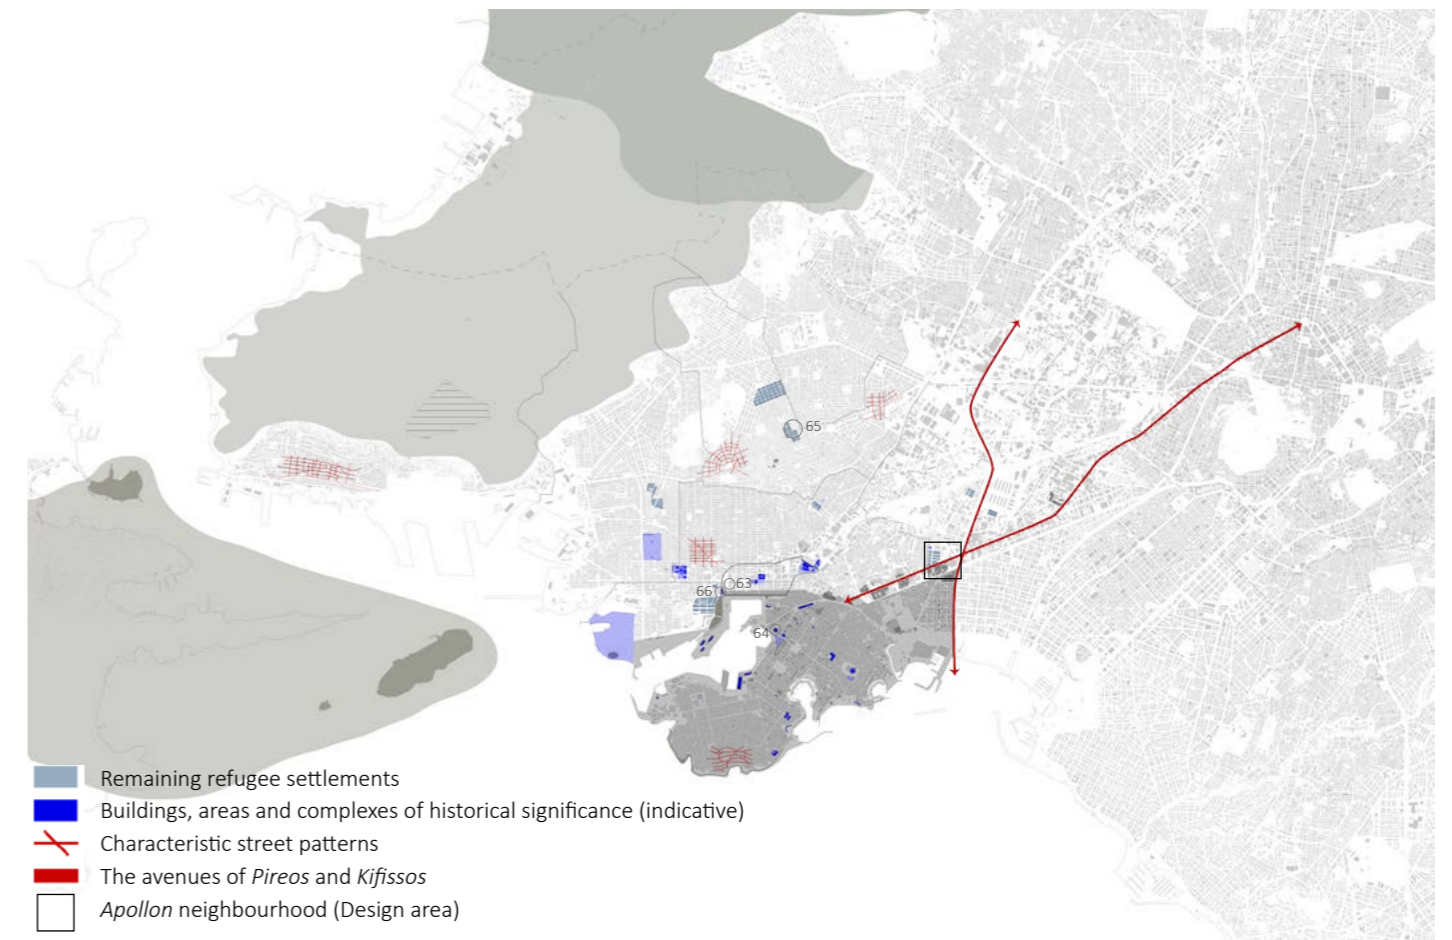 65
63
66
64
Remaining refugee settlements
Buildings, areas and complexes of historical significance (indicative)
Characteristic street patterns
The avenues of Pireos and Kifissos
Apollon neighbourhood (Design area)